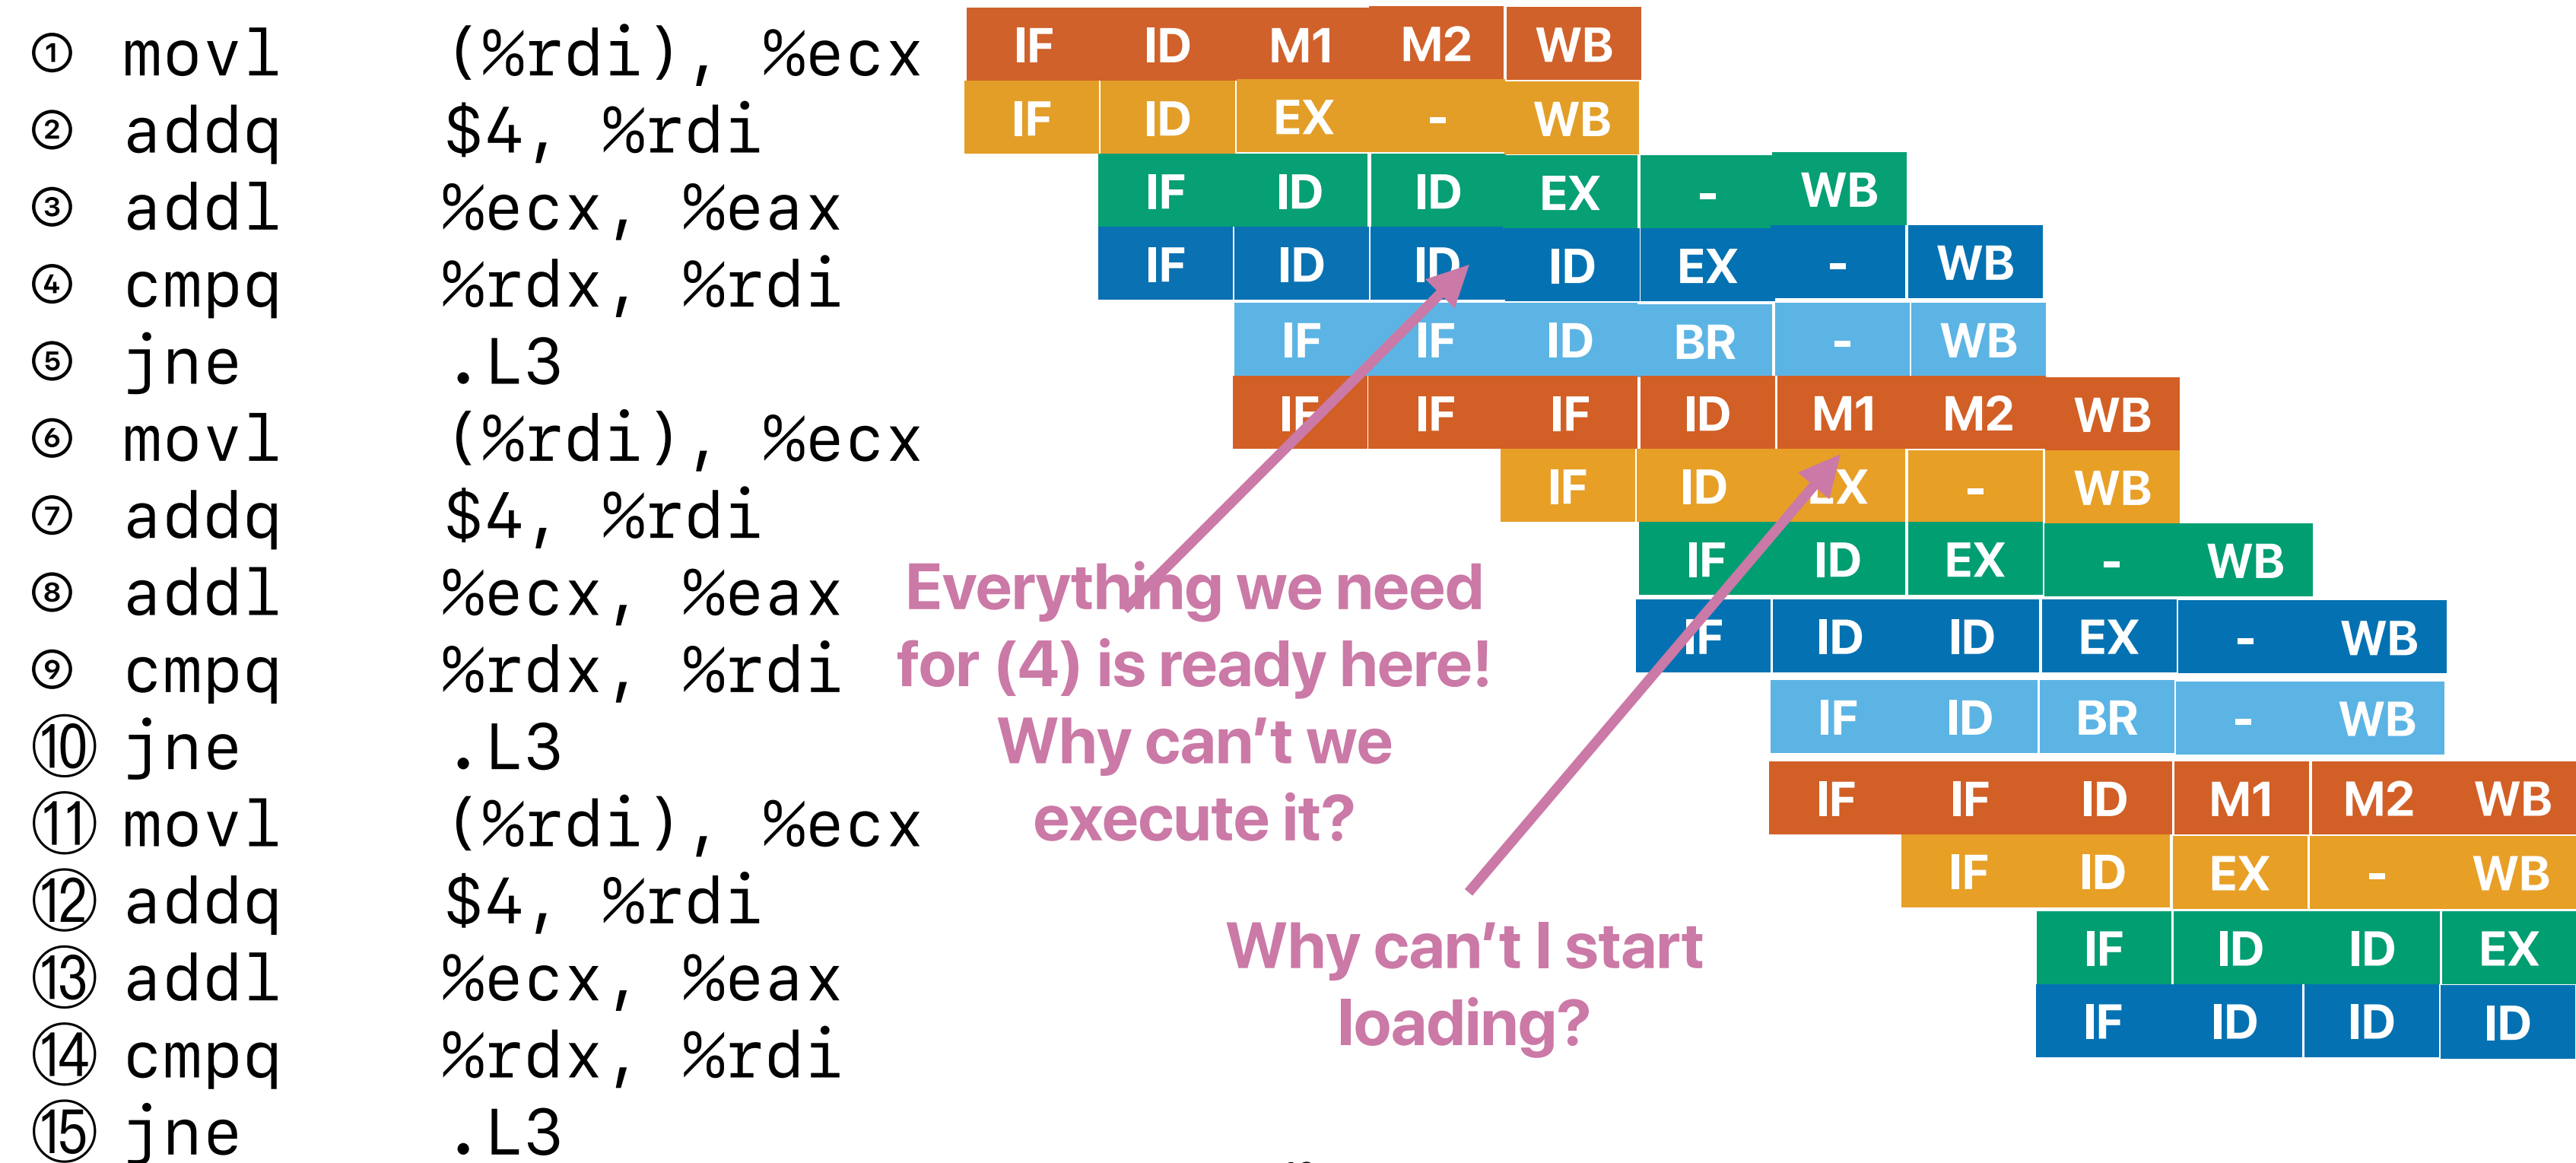 ① movl (%rdi), %ecx IF ID M1 M2 WB
② addq $4, %rdi IF ID EX - WB
③ addl %ecx, %eax IF ID ID EX - WB
④ cmpq %rdx, %rdi IF ID ID ID EX - WB
⑤ jne .L3 IF IF ID BR - WB
⑥ movl (%rdi), %ecx IF IF IF ID M1 M2 WB
⑦ addq $4, %rdi IF ID EX - WB
⑧ addl %ecx, %eax IF ID EX - WB
⑨ cmpq %rdx, %rdi IF ID ID EX - WB
⑩ jne .L3 IF ID BR - WB
⑪ movl (%rdi), %ecx IF IF ID M1 M2 WB
⑫ addq $4, %rdi IF ID EX - WB
⑬ addl %ecx, %eax IF ID ID EX
⑭ cmpq %rdx, %rdi IF ID ID ID
⑮ jne .L3
Everything we need
for (4) is ready here!
Why can't we
execute it?
Why can't I start
loading?